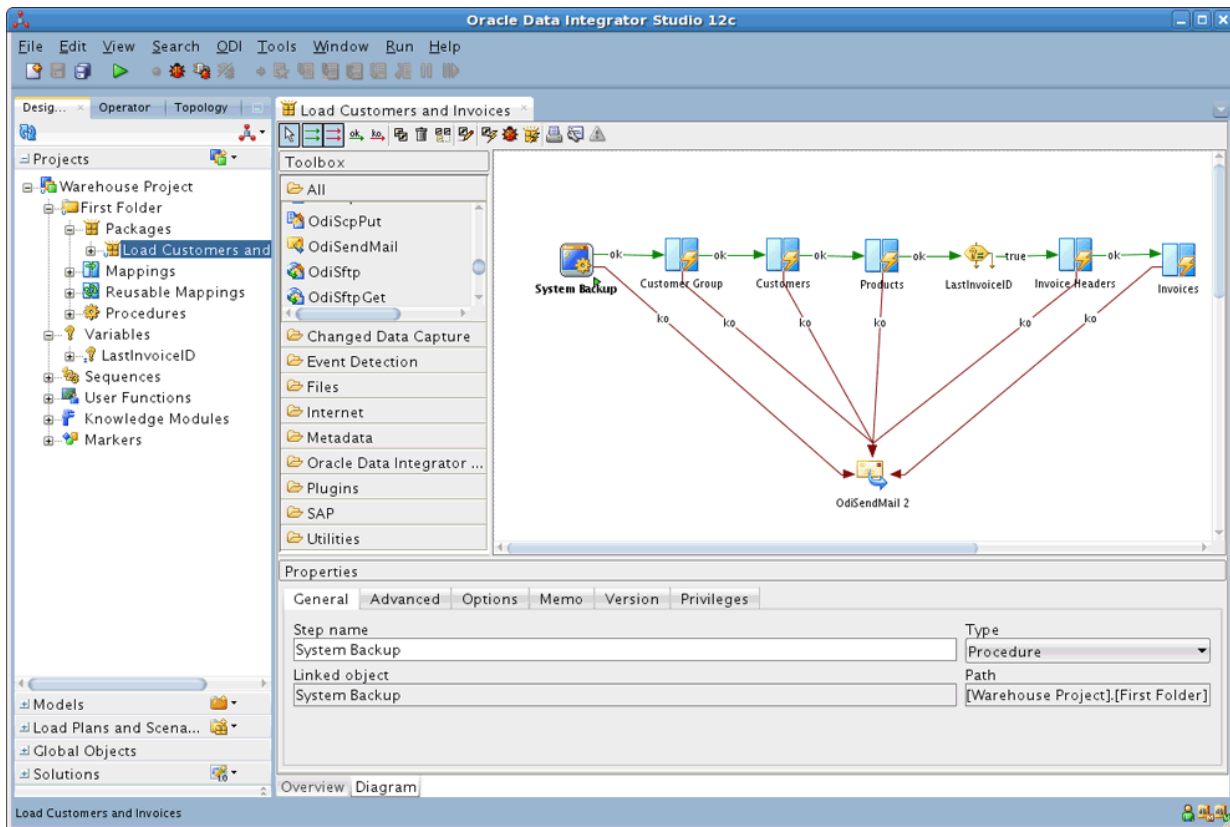 Oracle Data Integrator Studio 12c
File Edit View Search ODI Tools Window Run Help
Desig... Operator Topology
Load Customers and Invoices
ok ko
Projects
Warehouse Project
First Folder
Packages
Load Customers and
Mappings
Reusable Mappings
Procedures
Variables
LastInvoiceID
Sequences
User Functions
Knowledge Modules
Markers
Models
Load Plans and Scena...
Global Objects
Solutions
1.0
Toolbox
All
OdiScpPut
OdiSendMail
OdiSftp
OdiSftpGet
Changed Data Capture
Event Detection
Files
Internet
Metadata
Oracle Data Integrator ...
Plugins
SAP
Utilities
ok ok ok ok true ok
System Backup Customer Group Customers Products LastInvoiceID Invoice Headers Invoices
ko ko ko ko ko ko
OdiSendMail 2
Properties
General Advanced Options Memo Version Privileges
Step name Type
System Backup Procedure
Linked object Path
System Backup [Warehouse Project].[First Folder]
Overview Diagram
Load Customers and Invoices